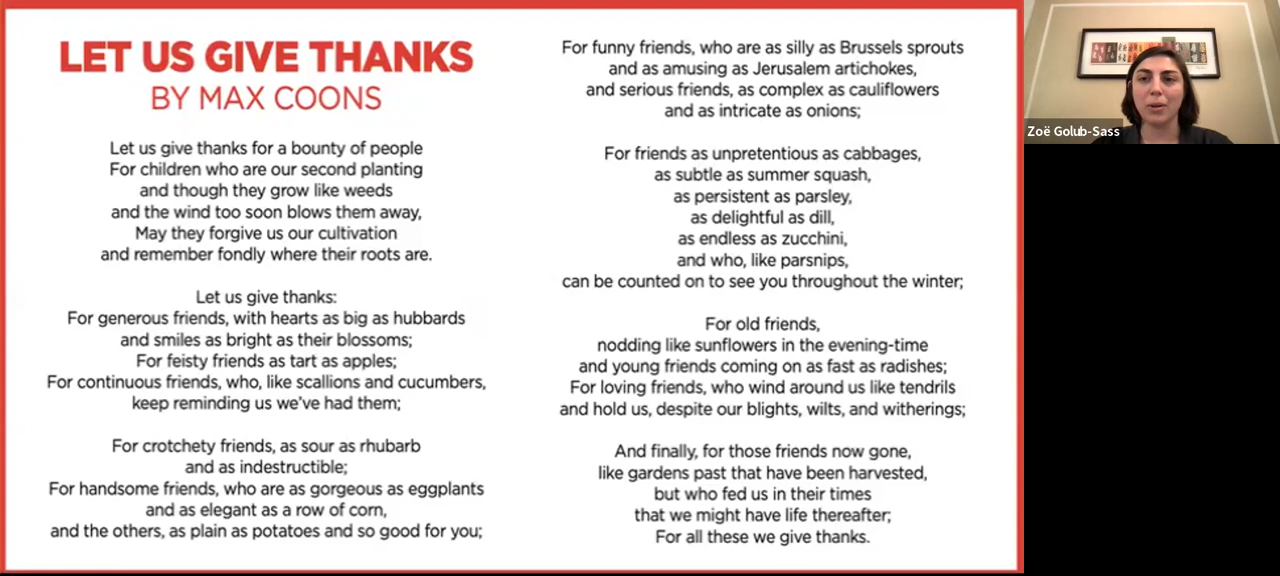 LET US GIVE THANKS
BY MAX COONS
Let us give thanks for a bounty of people
For children who are our second planting
and though they grow like weeds
and the wind too soon blows them away,
May they forgive us our cultivation
and remember fondly where their roots are.
Let us give thanks:
For generous friends, with hearts as big as hubbards
and smiles as bright as their blossoms;
For feisty friends as tart as apples;
For continuous friends, who, like scallions and cucumbers,
keep reminding us we've had them;
For crotchety friends, as sour as rhubarb
and as indestructible;
For handsome friends, who are as gorgeous as eggplants
and as elegant as a row of corn,
and the others, as plain as potatoes and so good for you;
For funny friends, who are as silly as Brussels sprouts
and as amusing as Jerusalem artichokes,
and serious friends, as complex as cauliflowers
and as intricate as onions;
For friends as unpretentious as cabbages,
as subtle as summer squash,
as persistent as parsley,
as delightful as dill,
as endless as zucchini,
and who, like parsnips,
can be counted on to see you throughout the winter;
For old friends,
nodding like sunflowers in the evening-time
and young friends coming on as fast as radishes;
For loving friends, who wind around us like tendrils
and hold us, despite our blights, wilts, and witherings;
And finally, for those friends now gone,
like gardens past that have been harvested,
but who fed us in their times
that we might have life thereafter;
For all these we give thanks.
Zoë Golub-Sass